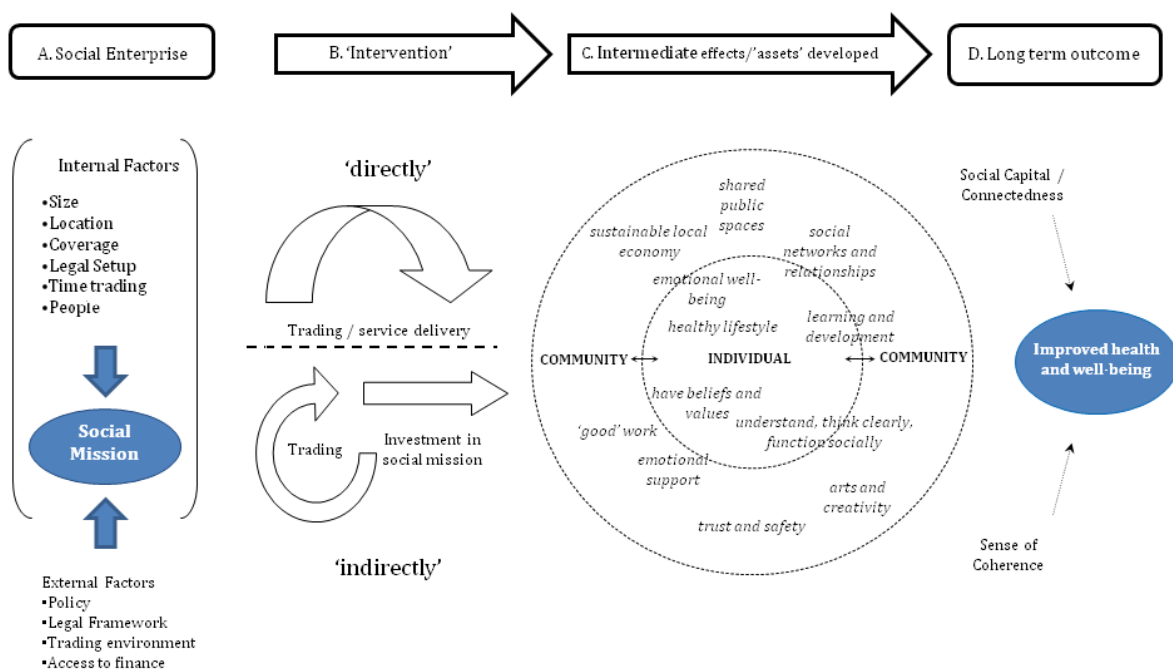 A. Social Enterprise
B. 'Intervention'
C. Intermediate effects/'assets' developed
D. Long term outcome
Internal Factors
•Size
•Location
•Coverage
•Legal Setup
•Time trading
•People
Social
Mission
External Factors
▪Policy
▪Legal Framework
▪Trading environment
▪Access to finance
'directly'
Trading / service delivery
Trading
Investment in
social mission
'indirectly'
shared
public
spaces
sustainable local
economy
social
networks and
relationships
emotional well-
being
healthy lifestyle
learning and
development
COMMUNITY
INDIVIDUAL
COMMUNITY
have beliefs and
values
'good' work
understand, think clearly,
function socially
emotional
support
arts and
creativity
trust and safety
Social Capital /
Connectedness
Improved health
and well-being
Sense of
Coherence